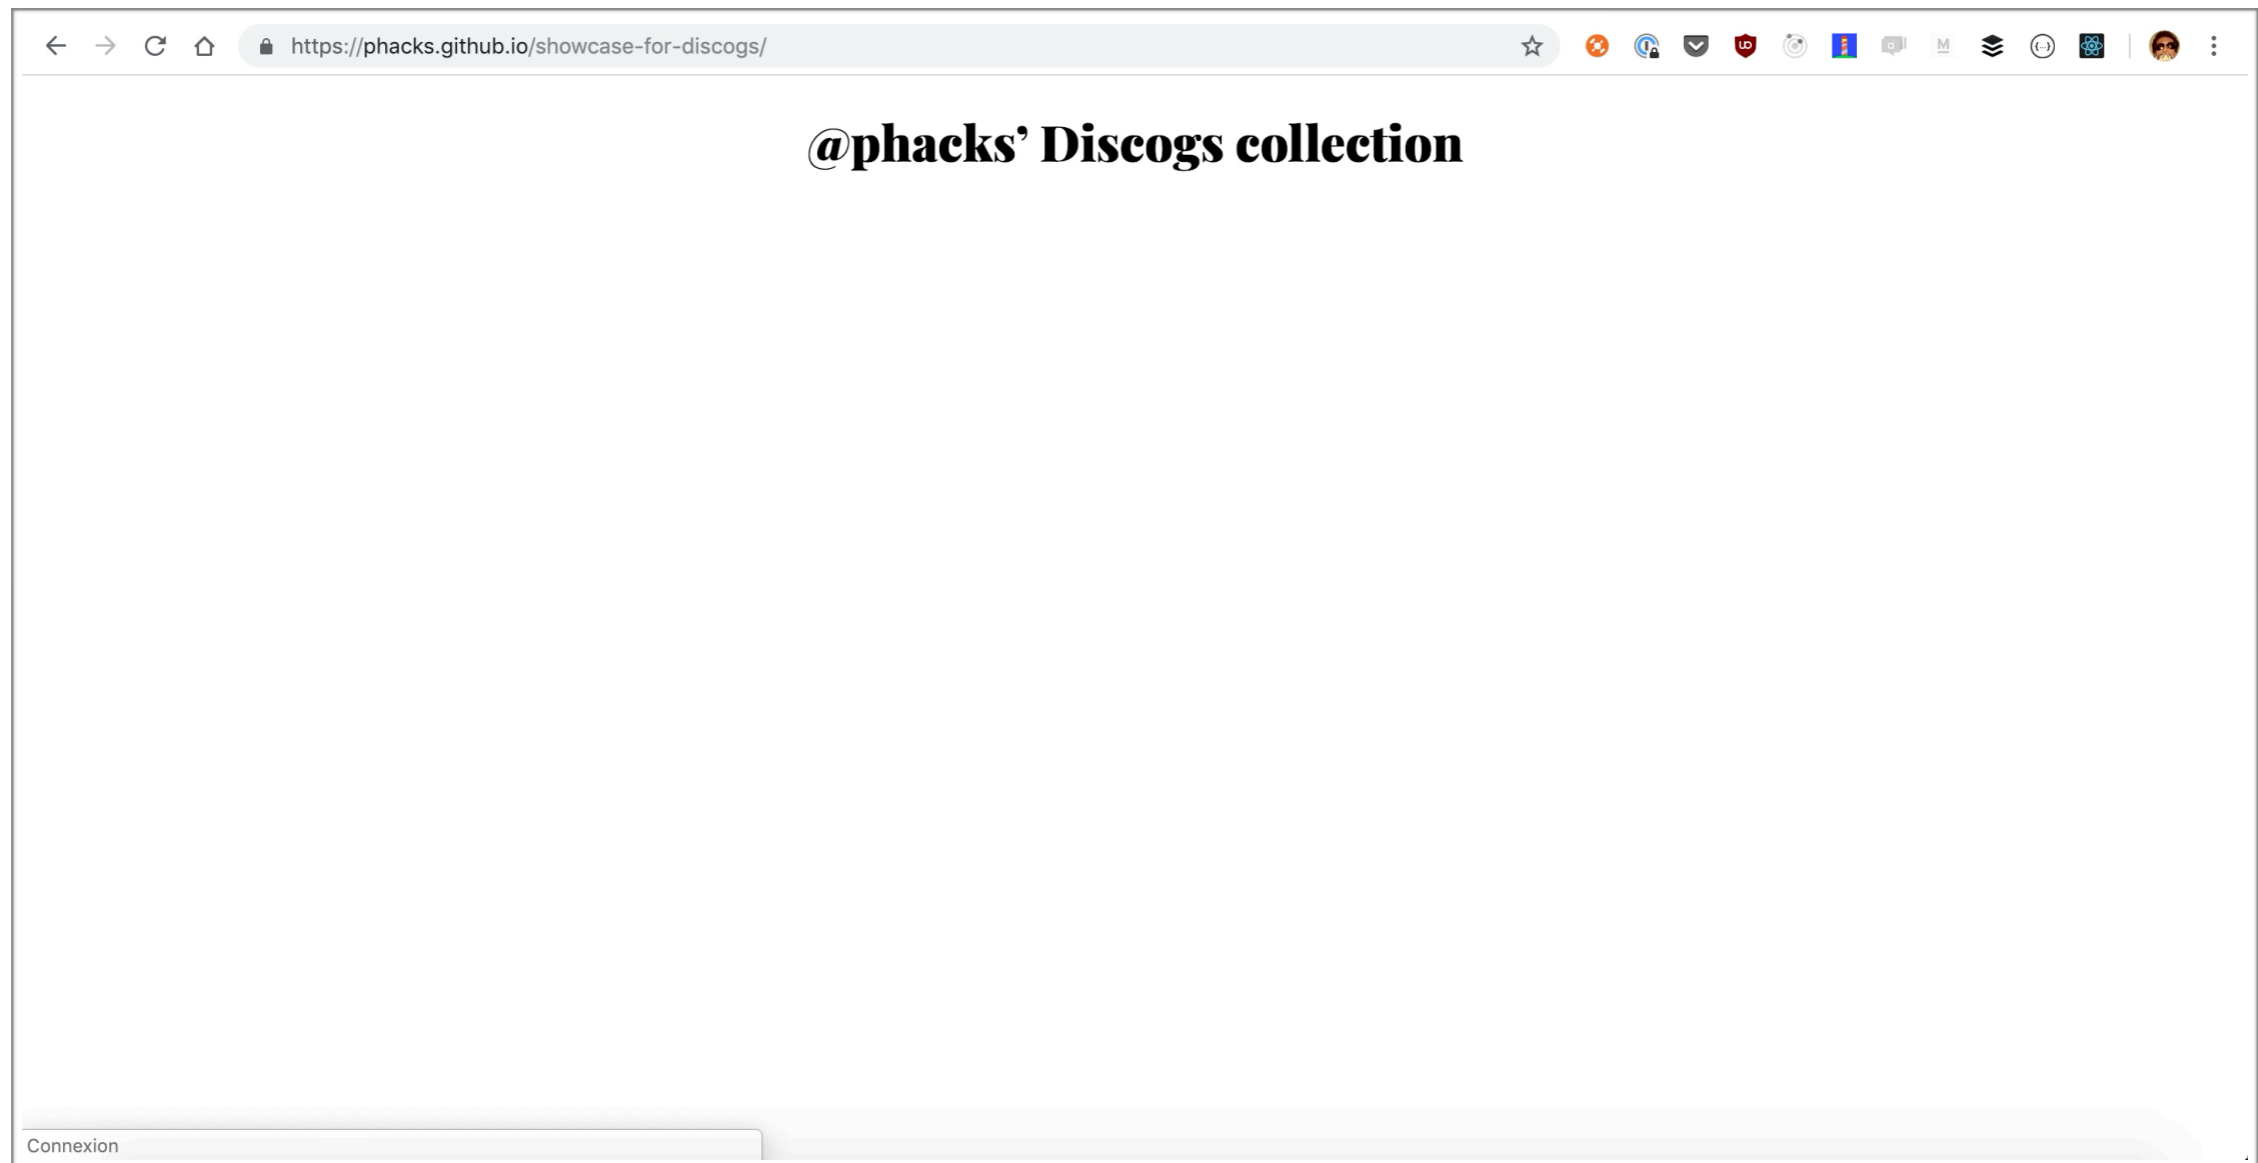 https://phacks.github.io/showcase-for-discogs/
@phacks’ Discogs collection
Connexion